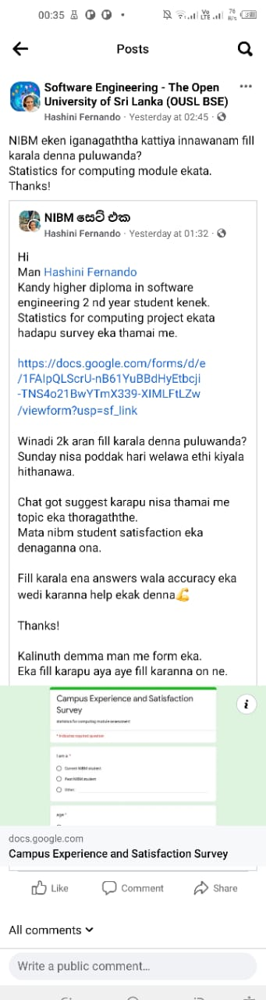 00:35
VoLTE
76 B/s
Posts
Software Engineering - The Open
University of Sri Lanka (OUSL BSE)
Hashini Fernando · Yesterday at 02:45 ·
NIBM eken iganagaththa kattiya innawanam fill
karala denna puluwanda?
Statistics for computing module ekata.
Thanks!
NIBM සෙට් එක
Hashini Fernando · Yesterday at 01:32 ·
Hi
Man Hashini Fernando
Kandy higher diploma in software
engineering 2 nd year student kenek.
Statistics for computing project ekata
hadapu survey eka thamai me.
https://docs.google.com/forms/d/e
/1FAIpQLScrU-nB61YuBBdHyEtbcji
-TNS4o21BwYTmX339-XIMLFtLZw
/viewform?usp=sf_link
Winadi 2k aran fill karala denna puluwanda?
Sunday nisa poddak hari welawa ethi kiyala
hithanawa.
Chat got suggest karapu nisa thamai me
topic eka thoragaththe.
Mata nibm student satisfaction eka
denaganna ona.
Fill karala ena answers wala accuracy eka
wedi karanna help ekak denna💪
Thanks!
Kalinuth demma man me form eka.
Eka fill karapu aya aye fill karanna on ne.
Campus Experience and Satisfaction
Survey
statistics for computing module assessment
* Indicates required question
I am a *
Current NIBM student
Past NIBM student
Other:
age *
docs.google.com
Campus Experience and Satisfaction Survey
Like
Comment
Share
All comments
Write a public comment…